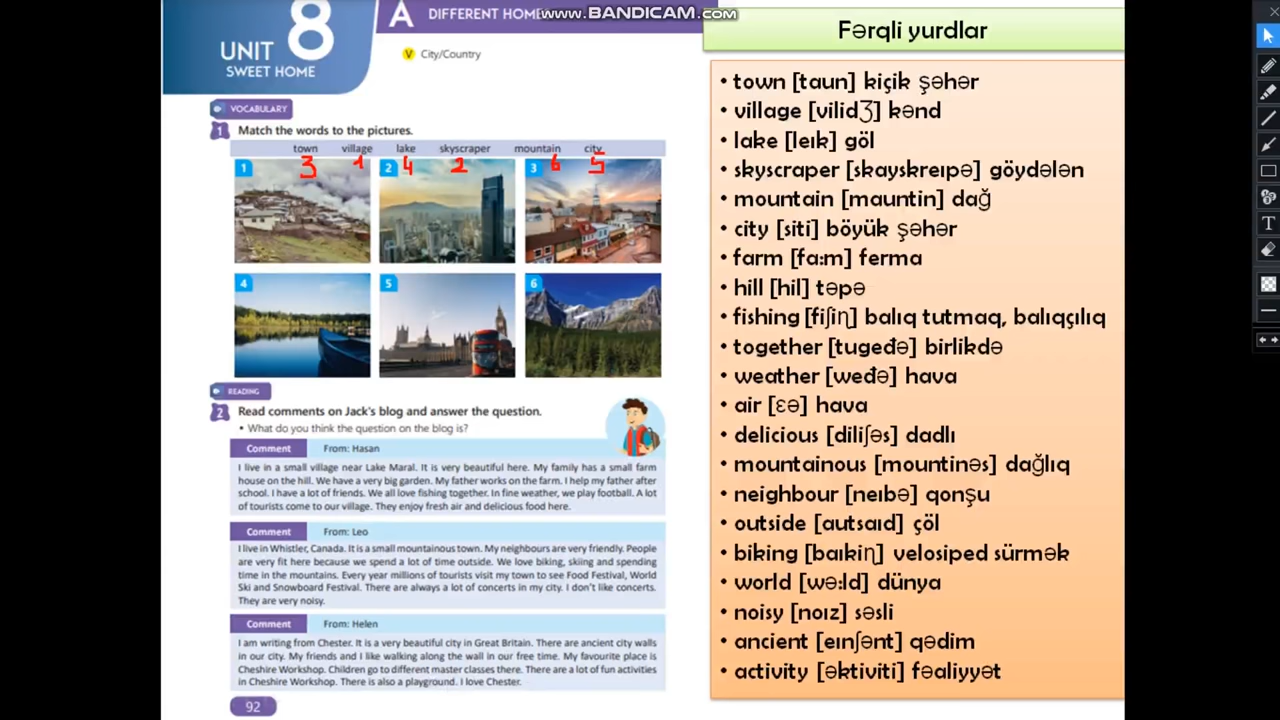 www.BANDICAM.com
UNIT 8
SWEET HOME
A DIFFERENT HOME
V City/Country
VOCABULARY
1 Match the words to the pictures.
town village lake skyscraper mountain city
3 1 4 2 6 5
1 2 3
4 5 6
READING
2 Read comments on Jack's blog and answer the question.
• What do you think the question on the blog is?
Comment From: Hasan
I live in a small village near Lake Maral. It is very beautiful here. My family has a small farm
house on the hill. We have a very big garden. My father works on the farm. I help my father after
school. I have a lot of friends. We all love fishing together. In fine weather, we play football. A lot
of tourists come to our village. They enjoy fresh air and delicious food here.
Comment From: Leo
I live in Whistler, Canada. It is a small mountainous town. My neighbours are very friendly. People
are very fit here because we spend a lot of time outside. We love biking, skiing and spending
time in the mountains. Every year millions of tourists visit my town to see Food Festival, World
Ski and Snowboard Festival. There are always a lot of concerts in my city. I don't like concerts.
They are very noisy.
Comment From: Helen
I am writing from Chester. It is a very beautiful city in Great Britain. There are ancient city walls
in our city. My friends and I like walking along the wall in our free time. My favourite place is
Cheshire Workshop. Children go to different master classes there. There are a lot of fun activities
in Cheshire Workshop. There is also a playground. I love Chester.
92
Fərqli yurdlar
• town [taun] kiçik şəhər
• village [vilidʒ] kənd
• lake [leık] göl
• skyscraper [skayskreıpə] göydələn
• mountain [mauntin] dağ
• city [siti] böyük şəhər
• farm [fa:m] ferma
• hill [hil] təpə
• fishing [fiʃiɳ] balıq tutmaq, balıqçılıq
• together [tugeđə] birlikdə
• weather [weđə] hava
• air [ɛə] hava
• delicious [diliʃəs] dadlı
• mountainous [mountinəs] dağlıq
• neighbour [neıbə] qonşu
• outside [autsaıd] çöl
• biking [baıkiɳ] velosiped sürmək
• world [wə:ld] dünya
• noisy [noız] səsli
• ancient [eınʃənt] qədim
• activity [əktiviti] fəaliyyət
T